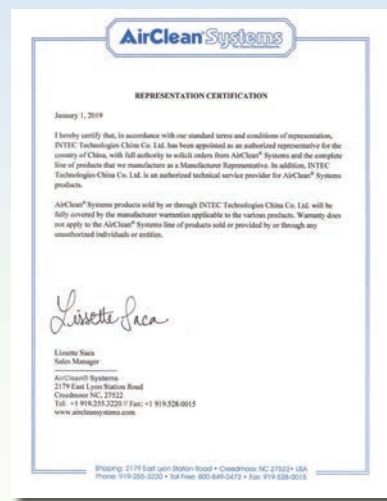 AirClean® Systems
REPRESENTATION CERTIFICATION
January 1, 2019
I hereby certify that, in accordance with our standard terms and conditions of representation,
INTEC Technologies China Co. Ltd. has been appointed as an authorized representative for the
country of China, with full authority to solicit orders from AirClean® Systems and the complete
line of products that we manufacture as a Manufacturer Representative. In addition, INTEC
Technologies China Co. Ltd. is an authorized technical service provider for AirClean® Systems
products.
AirClean® Systems products sold by or through INTEC Technologies China Co. Ltd. will be
fully covered by the manufacturer warranties applicable to the various products. Warranty does
not apply to the AirClean® Systems line of products sold or provided by or through any
unauthorized individuals or entities.
Lissette Saca
Lissette Saca
Sales Manager
--------------------
AirClean® Systems
2179 East Lyon Station Road
Creedmoor NC, 27522
Tel: +1 919.255.3220 // Fax: +1 919.528.0015
www.aircleansystems.com
Shipping: 2179 East Lyon Station Road • Creedmoor NC 27522 • USA
Phone: 919-255-3220 • Toll Free: 800-849-0472 • Fax: 919-528-0015